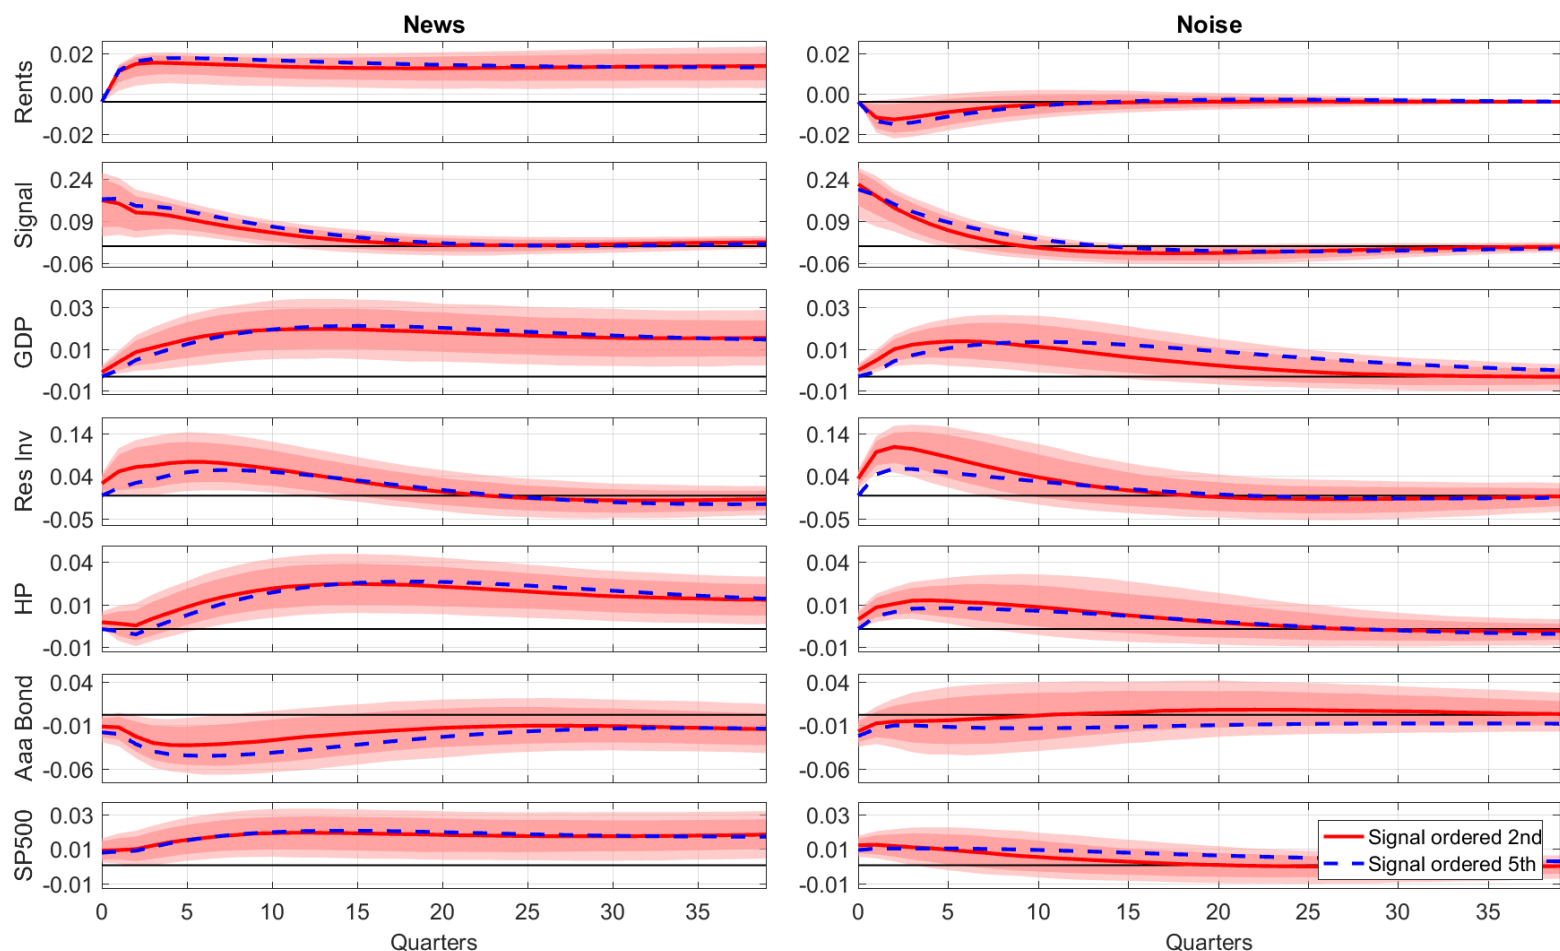 News
Noise
Rents
0.02
0.00
-0.02
0.02
0.00
-0.02
Signal
0.24
0.09
-0.06
0.24
0.09
-0.06
GDP
0.03
0.01
-0.01
0.03
0.01
-0.01
Res Inv
0.14
0.04
-0.05
0.14
0.04
-0.05
HP
0.04
0.01
-0.01
0.04
0.01
-0.01
Aaa Bond
0.04
-0.01
-0.06
0.04
-0.01
-0.06
SP500
0.03
0.01
-0.01
0.03
0.01
-0.01
Signal ordered 2nd
Signal ordered 5th
0 5 10 15 20 25 30 35
0 5 10 15 20 25 30 35
Quarters
Quarters